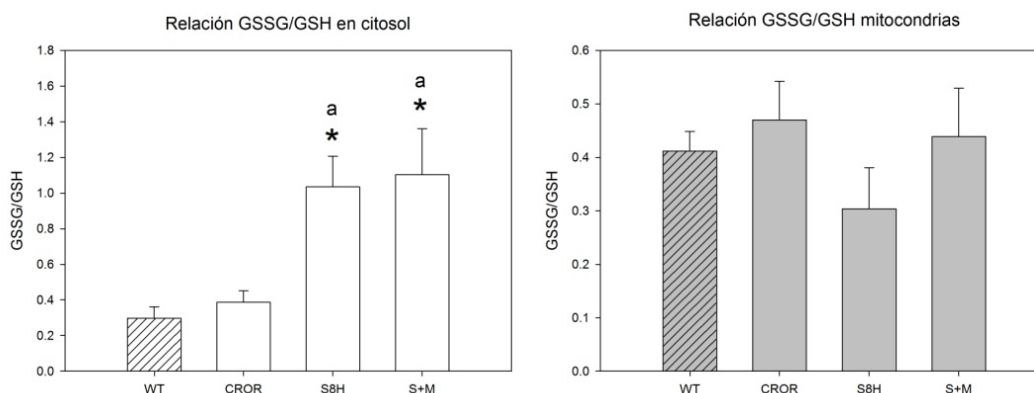 Relación GSSG/GSH en citosol
GSSG/GSH
1.8
1.6
1.4
1.2
1.0
0.8
0.6
0.4
0.2
0.0
a
*
a
*
WT CROR S8H S+M
Relación GSSG/GSH mitocondrias
GSSG/GSH
0.6
0.5
0.4
0.3
0.2
0.1
0.0
WT CROR S8H S+M